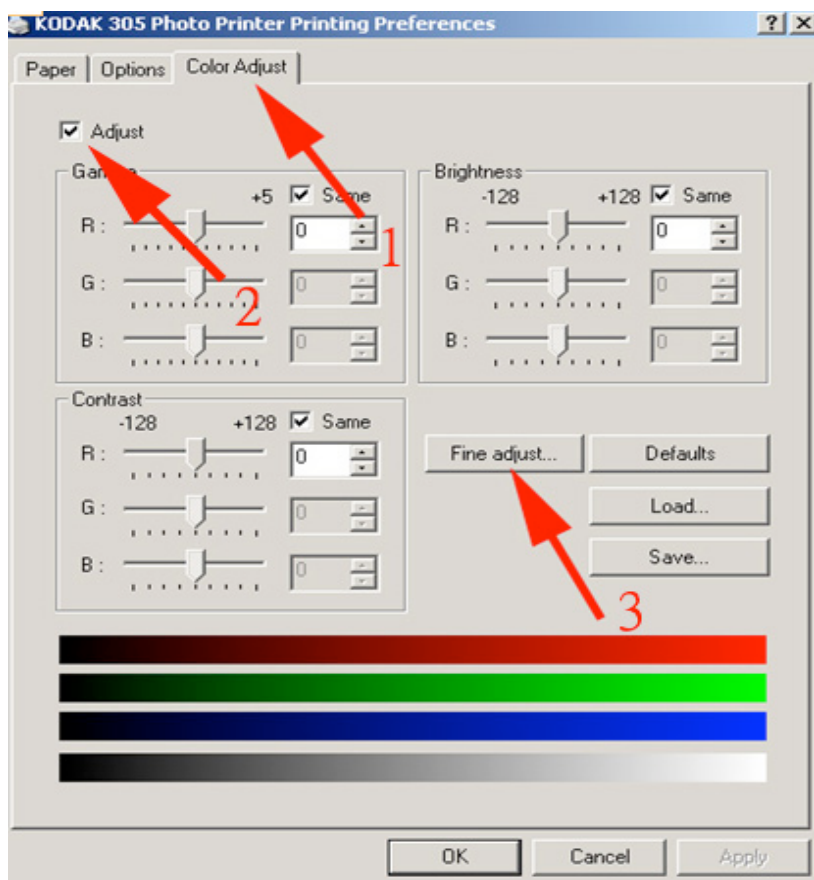 KODAK 305 Photo Printer Printing Preferences
Paper Options Color Adjust
Adjust
+5 Same
R: 0
1
G: 0
2
B: 0
Brightness
-128 +128 Same
R: 0
G: 0
B: 0
Contrast
-128 +128 Same
R: 0
G: 0
B: 0
Fine adjust... Defaults
Load...
Save...
3
OK Cancel Apply